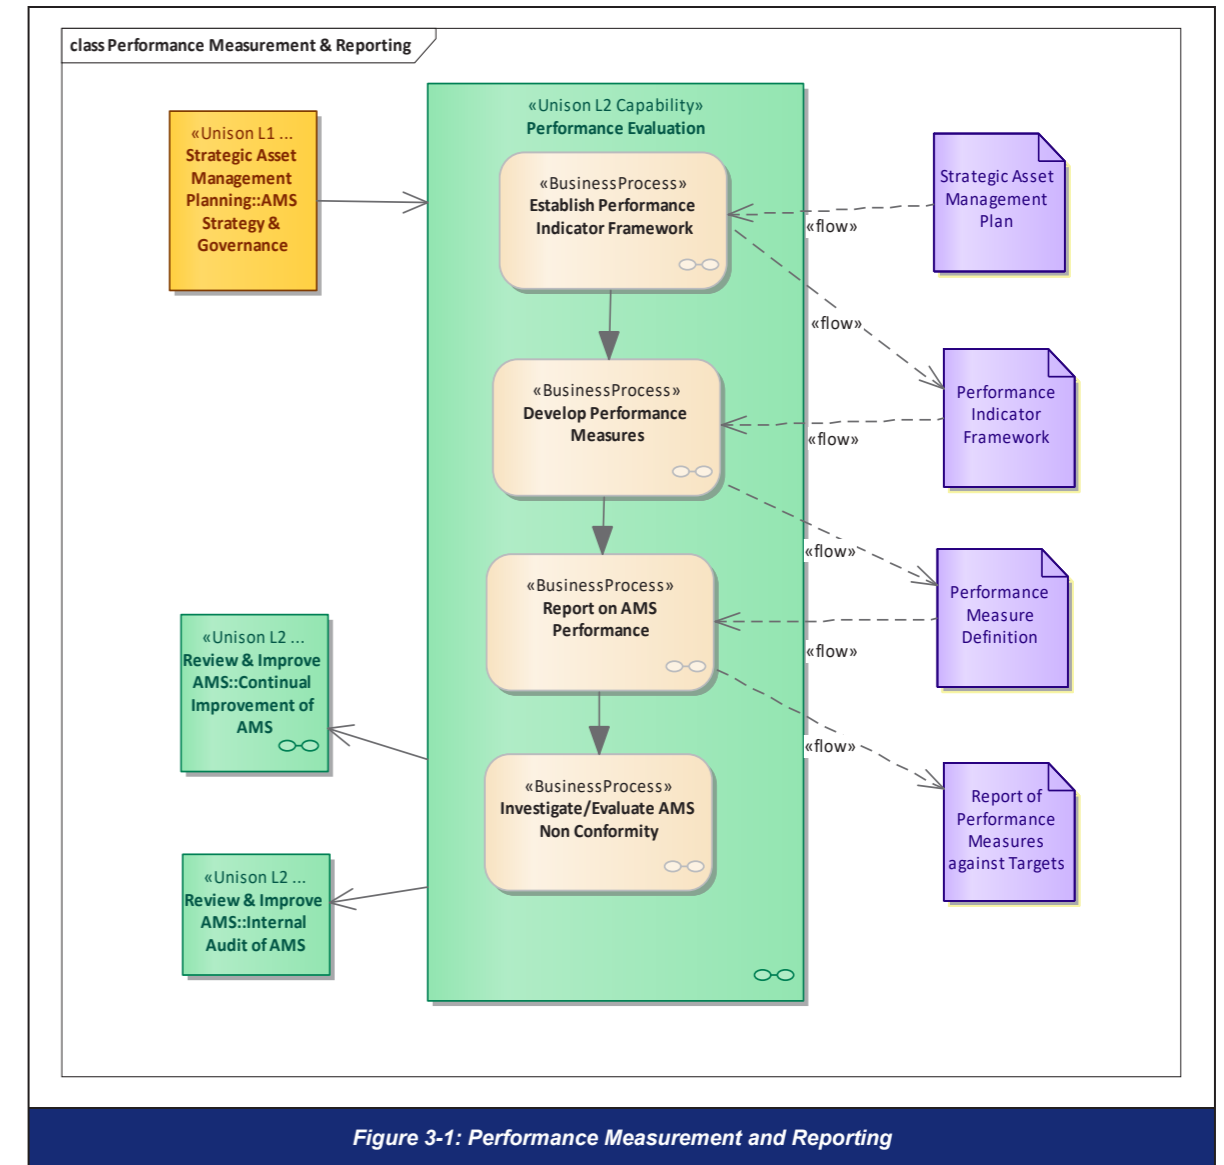 class Performance Measurement & Reporting
«Unison L1 ...
Strategic Asset
Management
Planning::AMS
Strategy &
Governance
«Unison L2 Capability»
Performance Evaluation
«BusinessProcess»
Establish Performance
Indicator Framework
Strategic Asset
Management
Plan
«flow»
«flow»
«BusinessProcess»
Develop Performance
Measures
Performance
Indicator
Framework
«flow»
«flow»
«BusinessProcess»
Report on AMS
Performance
Performance
Measure
Definition
«flow»
«flow»
«Unison L2 ...
Review & Improve
AMS::Continual
Improvement of
AMS
«BusinessProcess»
Investigate/Evaluate AMS
Non Conformity
Report of
Performance
Measures
against Targets
«Unison L2 ...
Review & Improve
AMS::Internal
Audit of AMS
Figure 3-1: Performance Measurement and Reporting